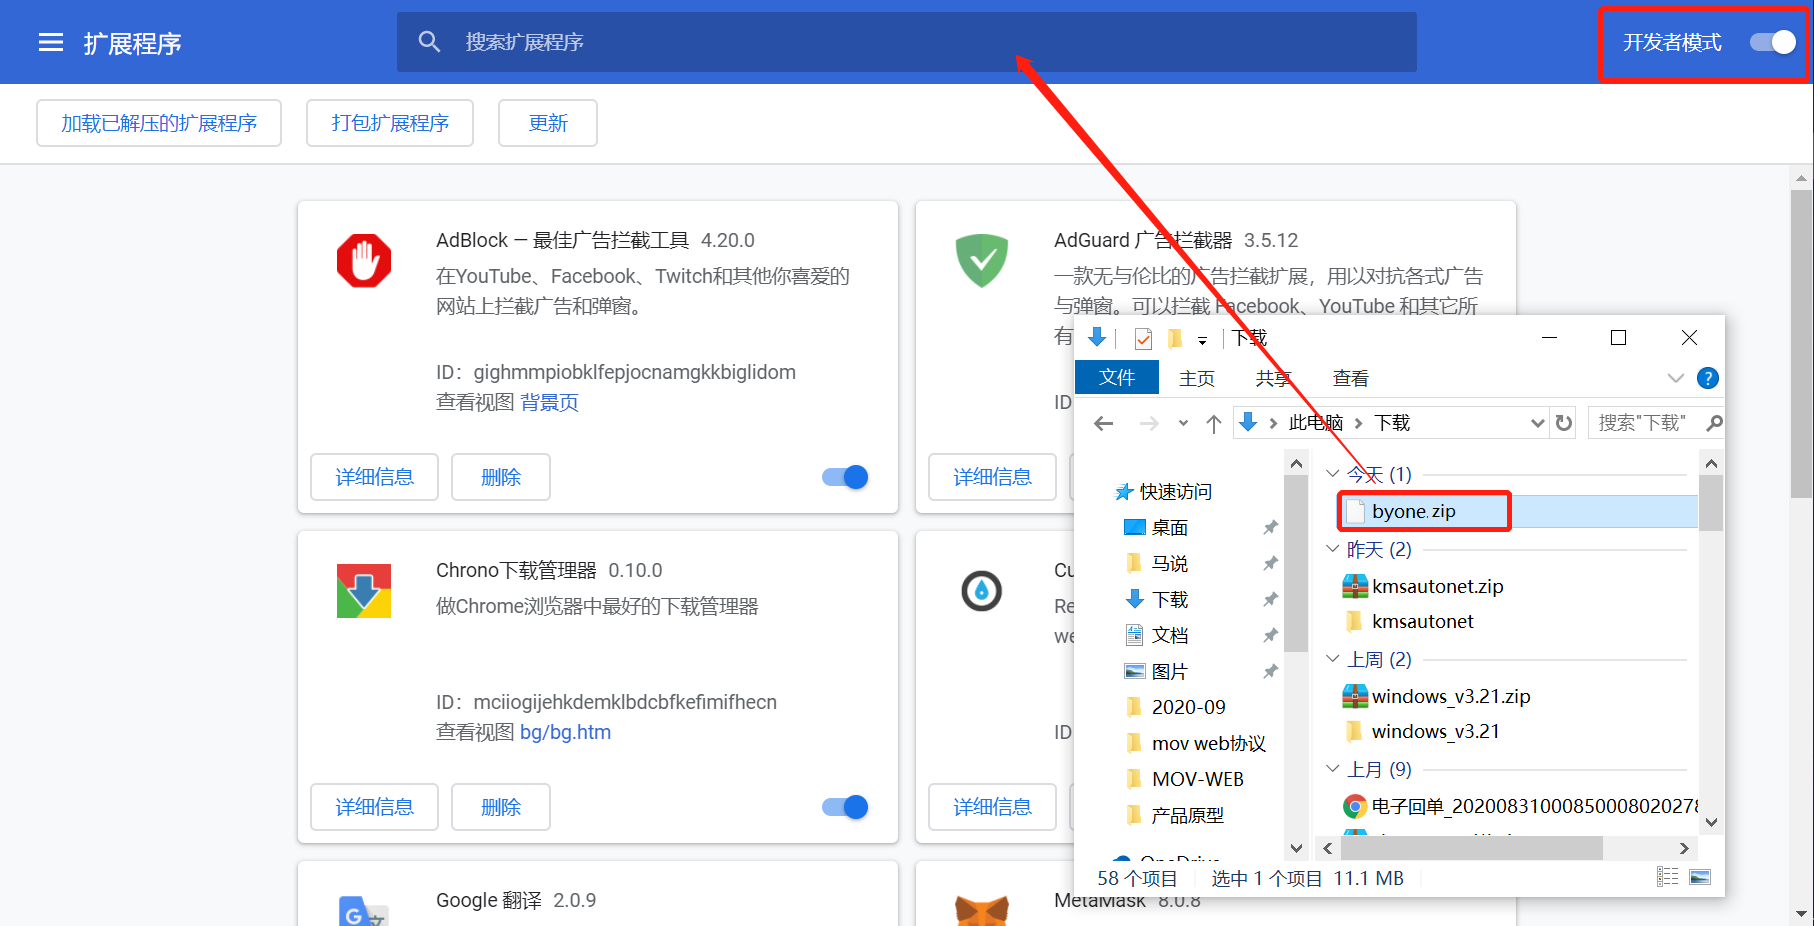 扩展程序
搜索扩展程序
开发者模式
加载已解压的扩展程序
打包扩展程序
更新
AdBlock — 最佳广告拦截工具 4.20.0
在YouTube、Facebook、Twitch和其他你喜爱的
网站上拦截广告和弹窗。
ID：gighmmpiobklfepjocnamgkkbiglidom
查看视图 背景页
详细信息
删除
AdGuard 广告拦截器 3.5.12
一款无与伦比的广告拦截扩展，用以对抗各式广告
与弹窗。可以拦截 Facebook、YouTube 和其它所
有
ID
详细信息
Chrono下载管理器 0.10.0
做Chrome浏览器中最好的下载管理器
ID：mciiogijehkdemklbdcbfkefimifhecn
查看视图 bg/bg.htm
详细信息
删除
Cu
Re
we
ID
详细信息
Google 翻译 2.0.9
MetaMask 8.0.8
下载
文件
主页
共享
查看
此电脑
下载
搜索"下载"
快速访问
桌面
马说
下载
文档
图片
2020-09
mov web协议
MOV-WEB
产品原型
OneDrive
今天 (1)
byone.zip
昨天 (2)
kmsautonet.zip
kmsautonet
上周 (2)
windows_v3.21.zip
windows_v3.21
上月 (9)
电子回单_2020083100085000802027
58 个项目
选中 1 个项目 11.1 MB